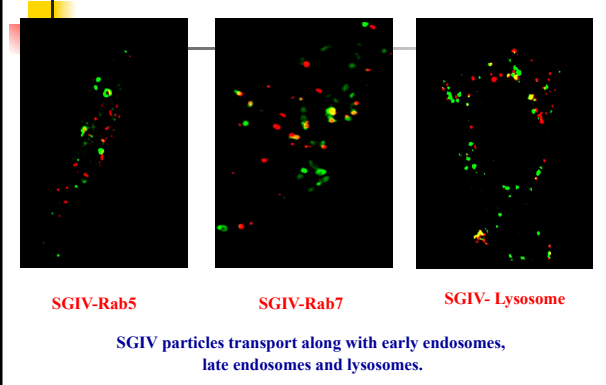 SGIV-Rab5
SGIV-Rab7
SGIV- Lysosome
SGIV particles transport along with early endosomes,
late endosomes and lysosomes.